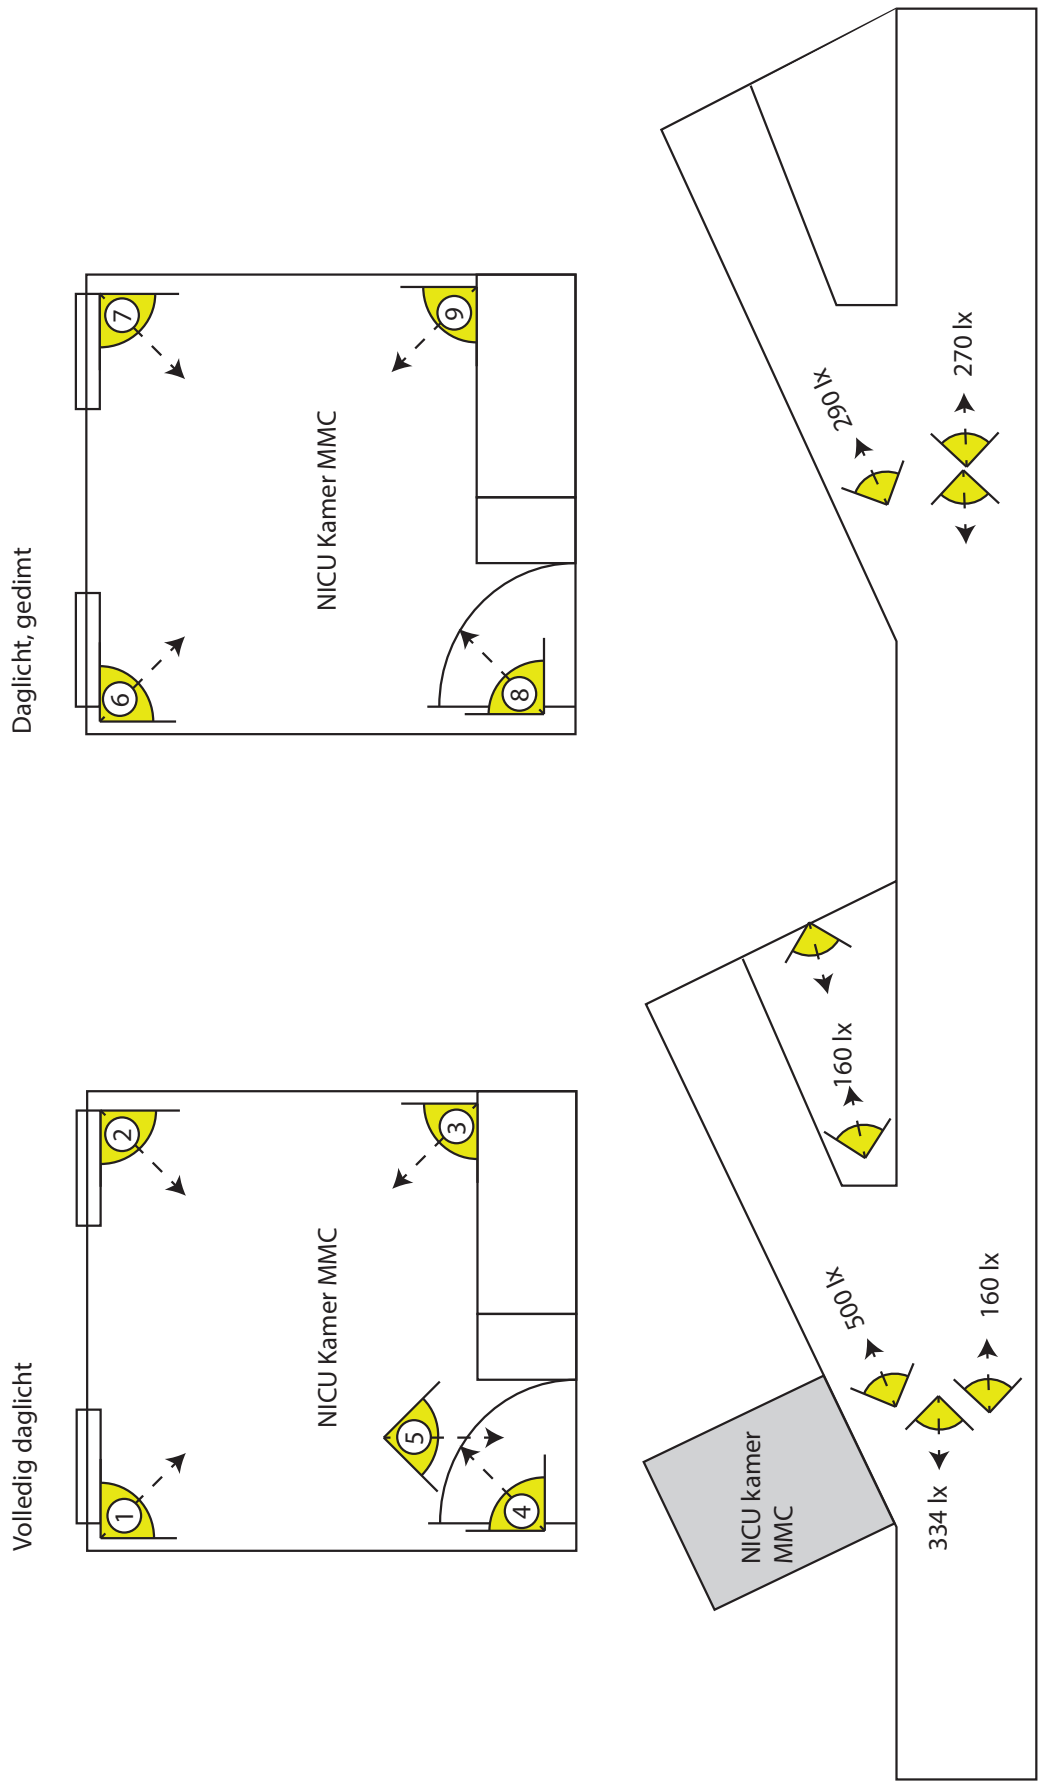 Volledig daglicht
1
2
NICU Kamer MMC
5
3
4
Daglicht, gedimt
6
7
NICU Kamer MMC
9
8
NICU kamer
MMC
500 lx
334 lx
160 lx
160 lx
290 lx
270 lx